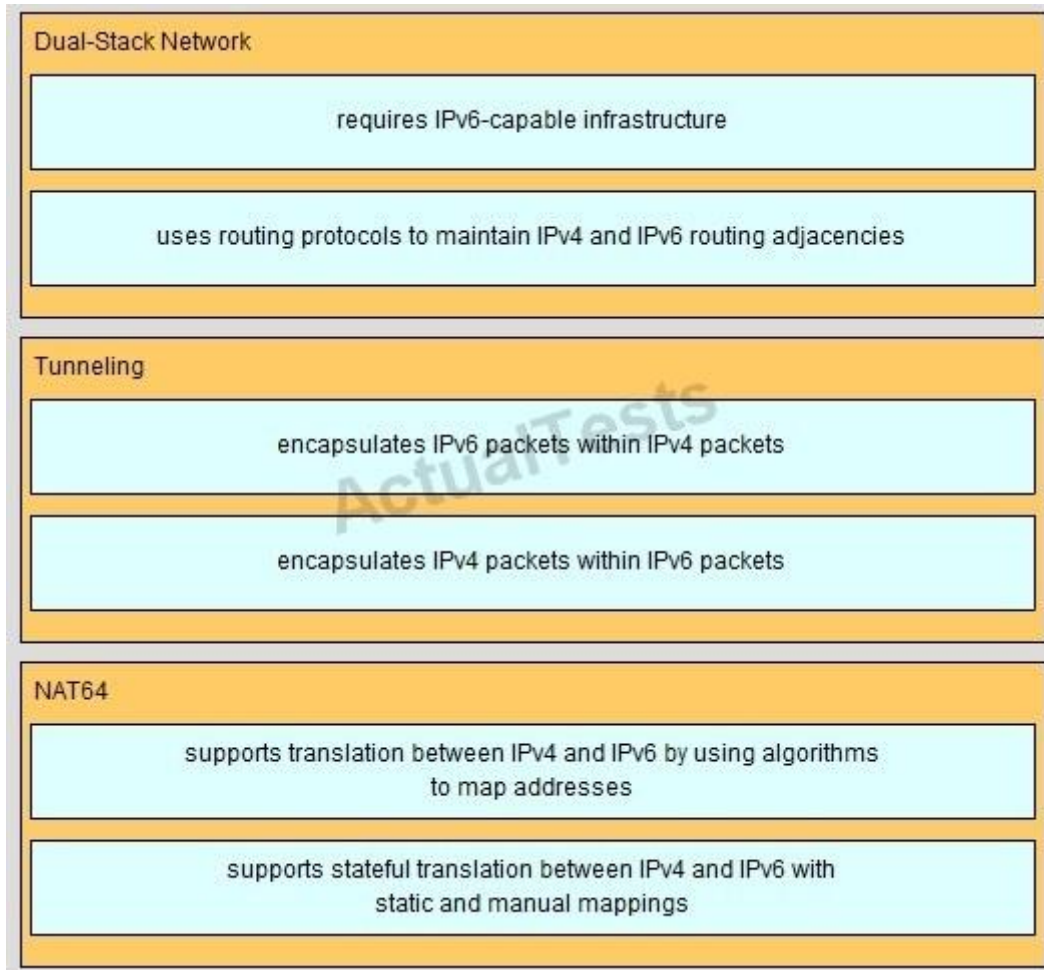 Dual-Stack Network
requires IPv6-capable infrastructure
uses routing protocols to maintain IPv4 and IPv6 routing adjacencies
Tunneling
encapsulates IPv6 packets within IPv4 packets
ActualTests
encapsulates IPv4 packets within IPv6 packets
NAT64
supports translation between IPv4 and IPv6 by using algorithms
to map addresses
supports stateful translation between IPv4 and IPv6 with
static and manual mappings